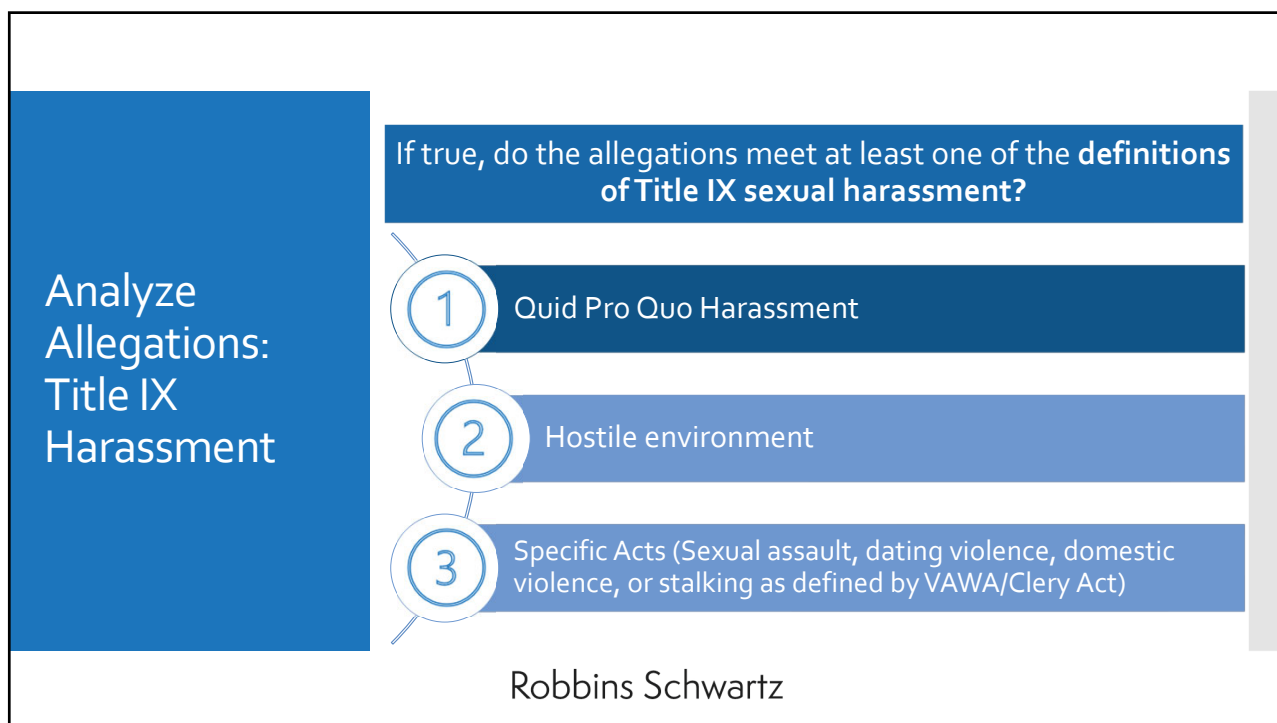 Analyze
Allegations:
Title IX
Harassment
If true, do the allegations meet at least one of the definitions
of Title IX sexual harassment?
1
Quid Pro Quo Harassment
2
Hostile environment
3
Specific Acts (Sexual assault, dating violence, domestic
violence, or stalking as defined by VAWA/Clery Act)
Robbins Schwartz